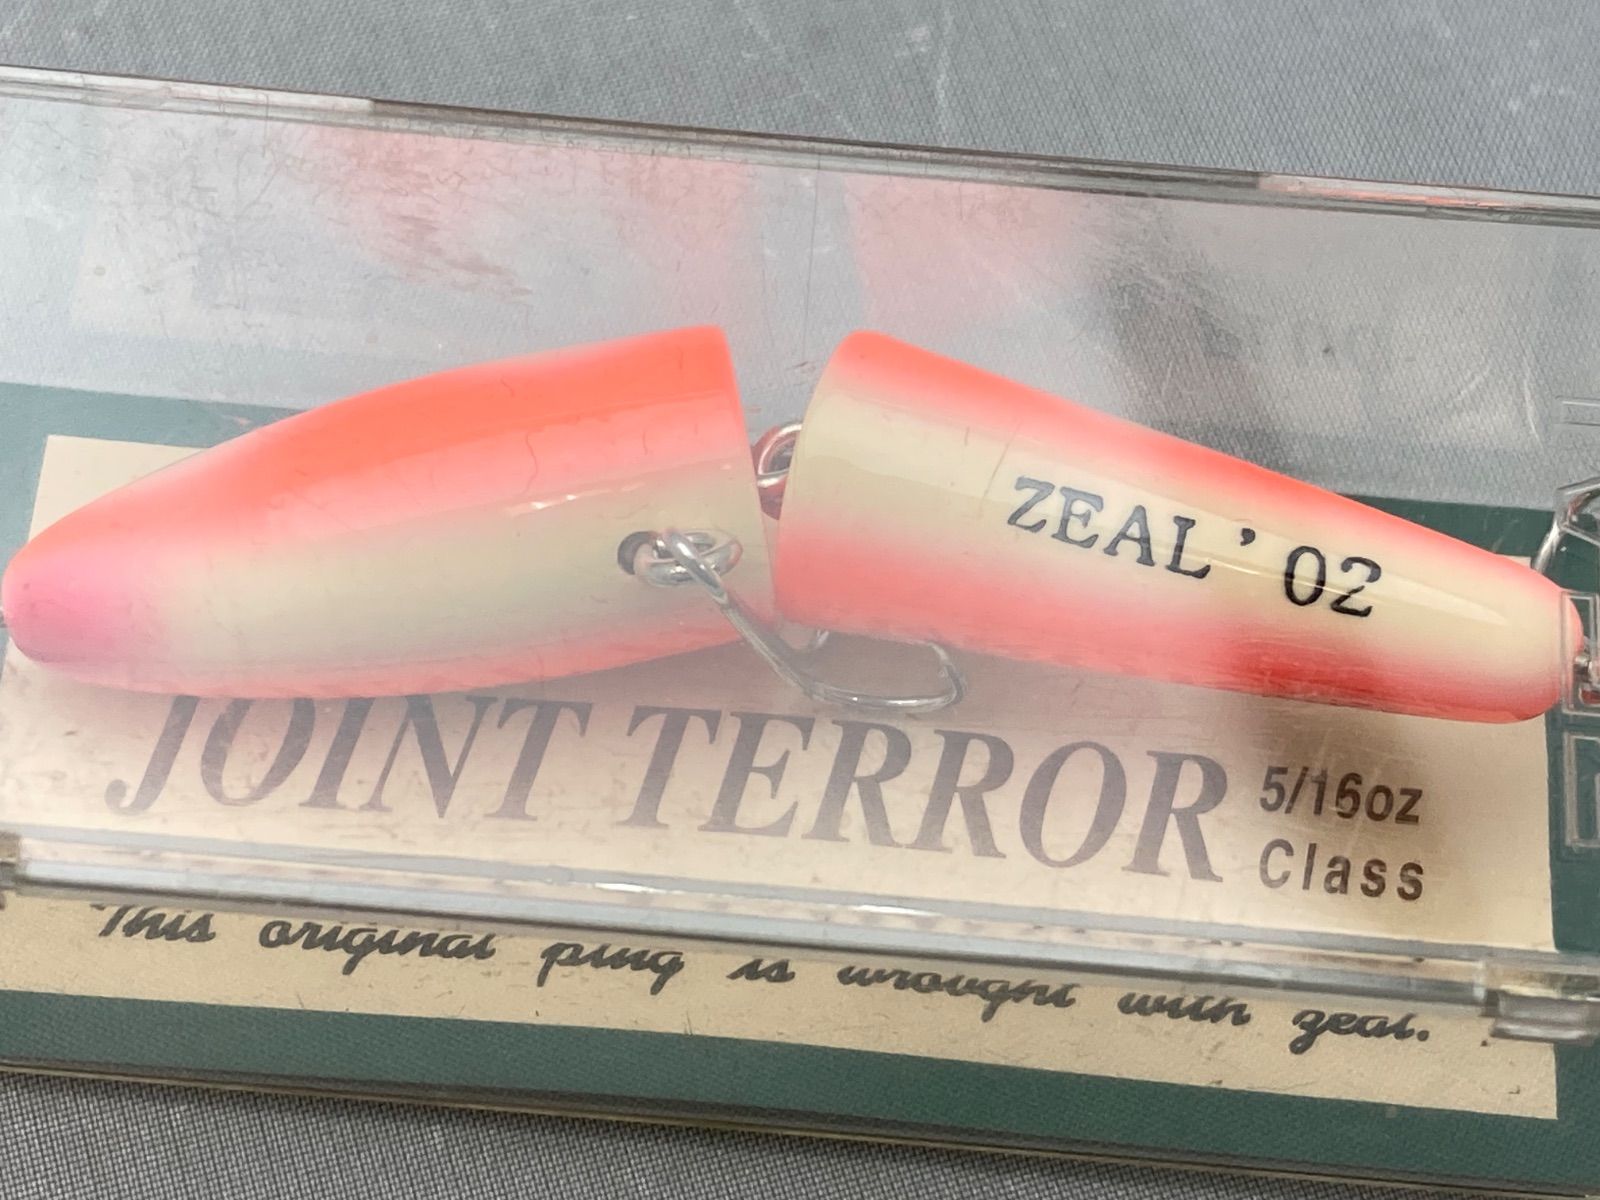 ZEAL '02
JOINT TERROR
5/16oz
Class
This original plug is wrought with zeal.